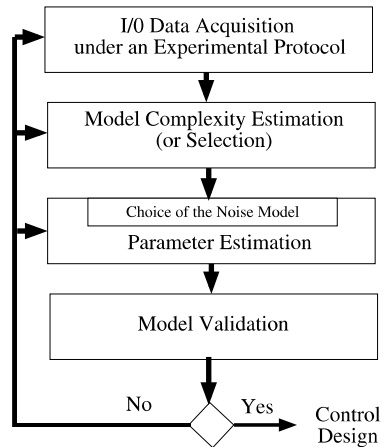 I/0 Data Acquisition
under an Experimental Protocol
Model Complexity Estimation
(or Selection)
Choice of the Noise Model
Parameter Estimation
Model Validation
No
Yes
Control
Design